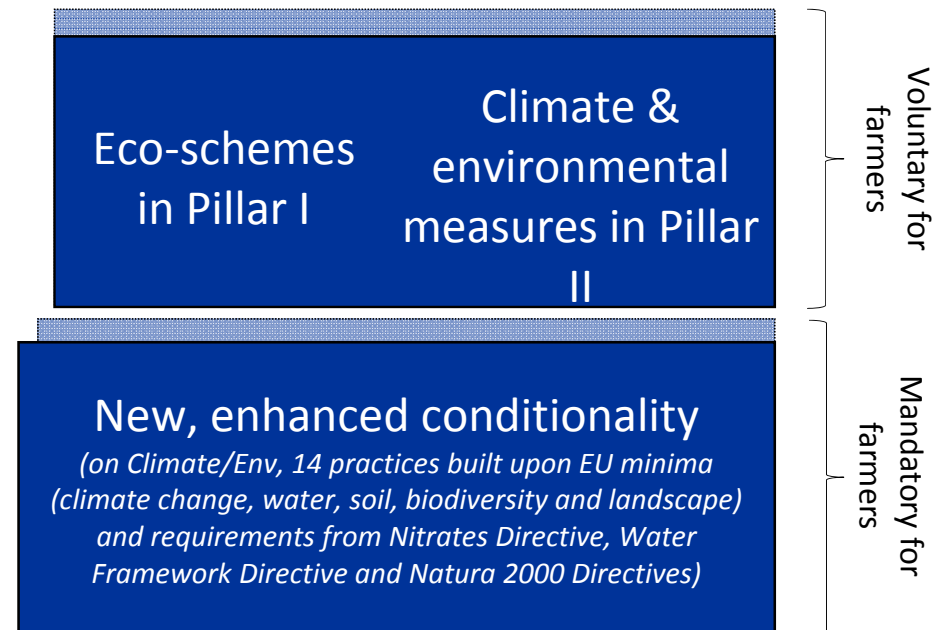 Eco-schemes
in Pillar I
Climate &
environmental
measures in Pillar
II
Voluntary for
farmers
New, enhanced conditionality
(on Climate/Env, 14 practices built upon EU minima
(climate change, water, soil, biodiversity and landscape)
and requirements from Nitrates Directive, Water
Framework Directive and Natura 2000 Directives)
Mandatory for
farmers